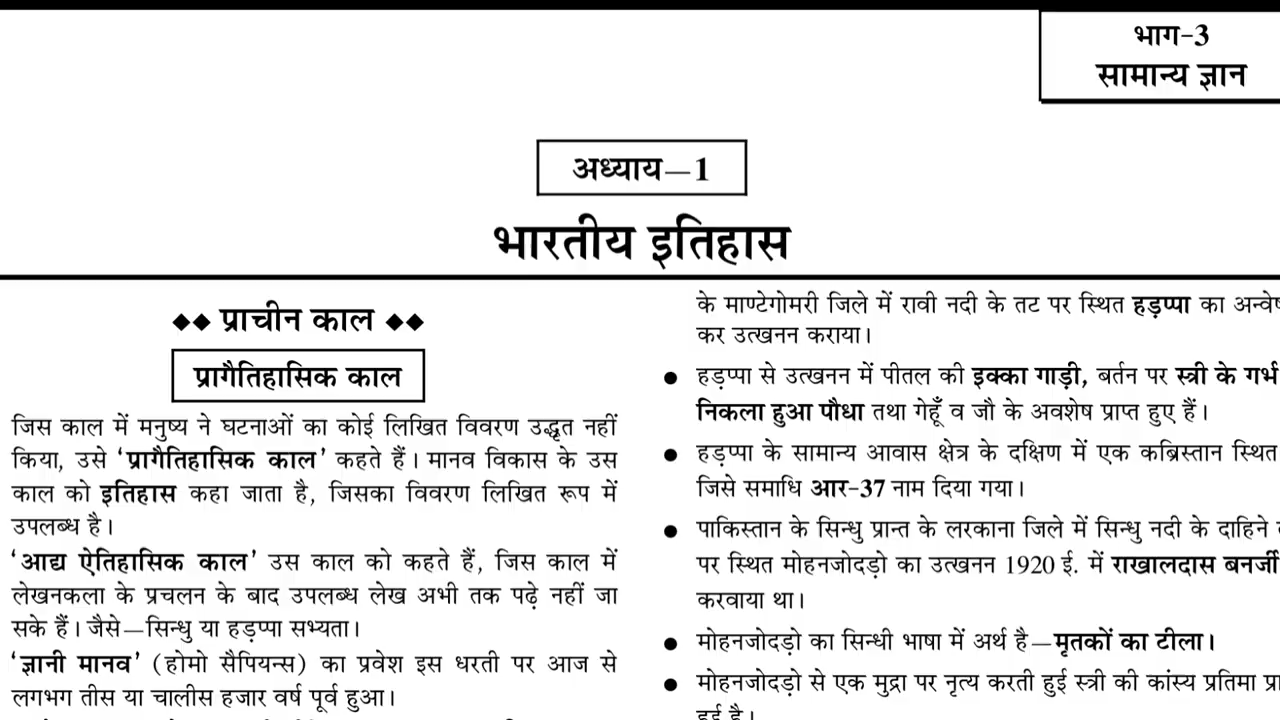 भाग-3
सामान्य ज्ञान
अध्याय—1
भारतीय इतिहास
◆◆ प्राचीन काल ◆◆
प्रागैतिहासिक काल
जिस काल में मनुष्य ने घटनाओं का कोई लिखित विवरण उद्धृत नहीं
किया, उसे ‘प्रागैतिहासिक काल’ कहते हैं। मानव विकास के उस
काल को इतिहास कहा जाता है, जिसका विवरण लिखित रूप में
उपलब्ध है।
‘आद्य ऐतिहासिक काल’ उस काल को कहते हैं, जिस काल में
लेखनकला के प्रचलन के बाद उपलब्ध लेख अभी तक पढ़े नहीं जा
सके हैं। जैसे—सिन्धु या हड़प्पा सभ्यता।
‘ज्ञानी मानव’ (होमो सैपियन्स) का प्रवेश इस धरती पर आज से
लगभग तीस या चालीस हजार वर्ष पूर्व हुआ।
के माण्टेगोमरी जिले में रावी नदी के तट पर स्थित हड़प्पा का
कर उत्खनन कराया।
● हड़प्पा से उत्खनन में पीतल की इक्का गाड़ी, बर्तन पर स्त्री के गर्भ
निकला हुआ पौधा तथा गेहूँ व जौ के अवशेष प्राप्त हुए हैं।
● हड़प्पा के सामान्य आवास क्षेत्र के दक्षिण में एक कब्रिस्तान स्थित
जिसे समाधि आर-37 नाम दिया गया।
● पाकिस्तान के सिन्धु प्रान्त के लरकाना जिले में सिन्धु नदी के दाहिने
पर स्थित मोहनजोदड़ो का उत्खनन 1920 ई. में राखालदास बनर्जी
करवाया था।
● मोहनजोदड़ो का सिन्धी भाषा में अर्थ है—मृतकों का टीला।
● मोहनजोदड़ो से एक मुद्रा पर नृत्य करती हुई स्त्री की कांस्य प्रतिमा
हुई है।